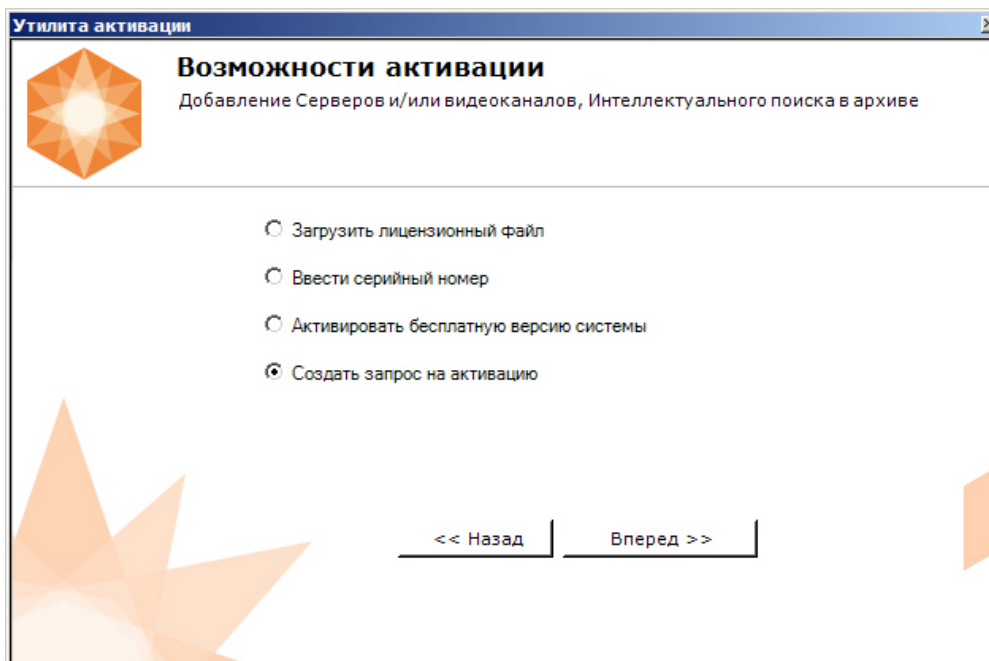 Утилита активации
Возможности активации
Добавление Серверов и/или видеоканалов, Интеллектуального поиска в архиве
Загрузить лицензионный файл
Ввести серийный номер
Активировать бесплатную версию системы
Создать запрос на активацию
<< Назад
Вперед >>